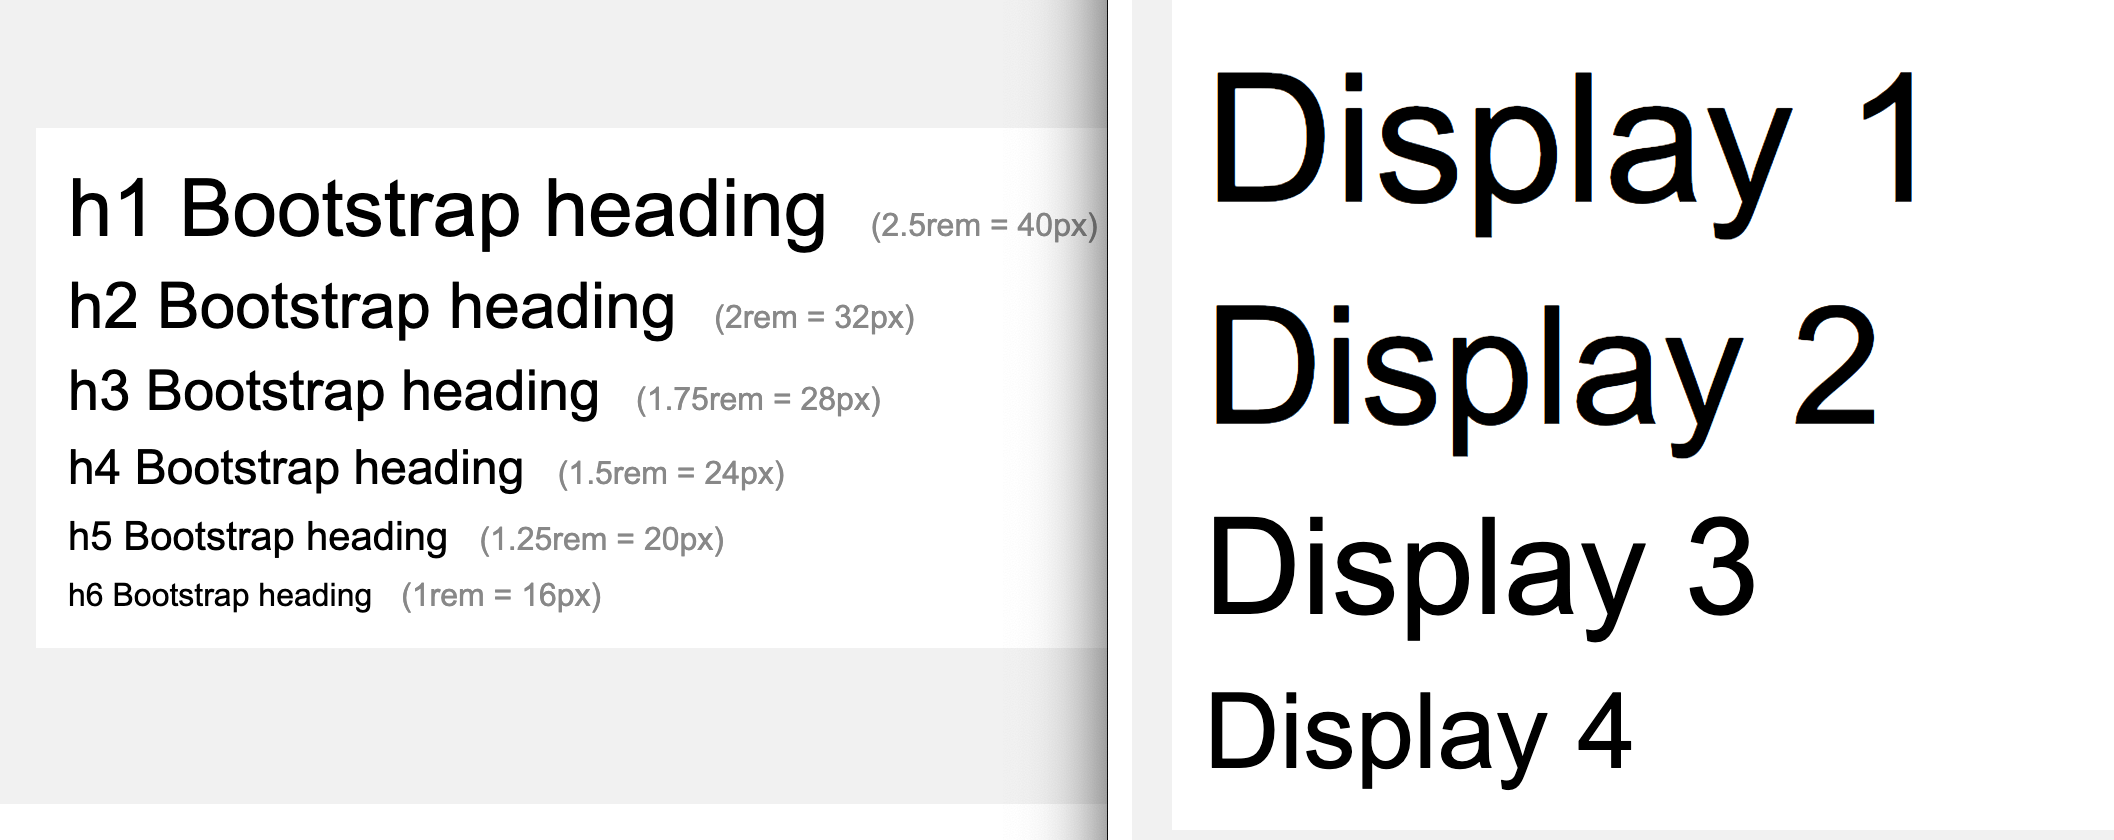 h1 Bootstrap heading (2.5rem = 40px)
h2 Bootstrap heading (2rem = 32px)
h3 Bootstrap heading (1.75rem = 28px)
h4 Bootstrap heading (1.5rem = 24px)
h5 Bootstrap heading (1.25rem = 20px)
h6 Bootstrap heading (1rem = 16px)
Display 1
Display 2
Display 3
Display 4